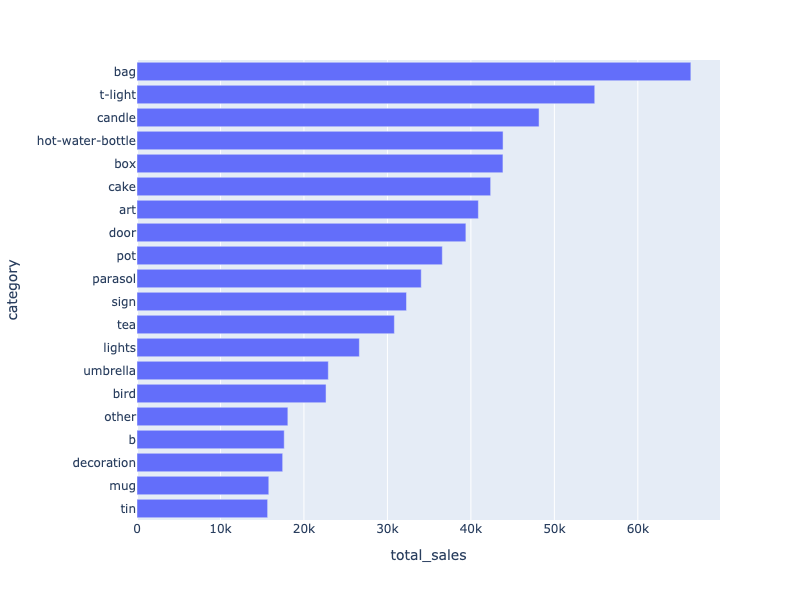 category
bag
t-light
candle
hot-water-bottle
box
cake
art
door
pot
parasol
sign
tea
lights
umbrella
bird
other
b
decoration
mug
tin
0 10k 20k 30k 40k 50k 60k
total_sales